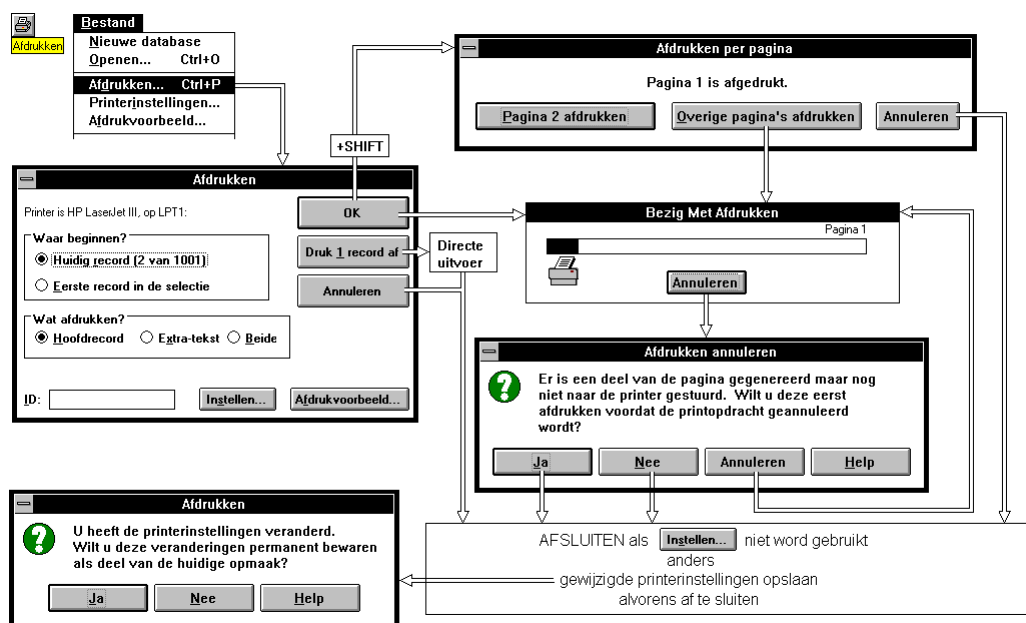 Afdrukken
Bestand
Nieuwe database
Openen... Ctrl+O
Afdrukken... Ctrl+P
Printerinstellingen...
Afdrukvoorbeeld...
+SHIFT
Afdrukken per pagina
Pagina 1 is afgedrukt.
Pagina 2 afdrukken
Overige pagina's afdrukken
Annuleren
Afdrukken
Printer is HP LaserJet III, op LPT1:
Waar beginnen?
Huidig record (2 van 1001)
Eerste record in de selectie
Wat afdrukken?
Hoofdrecord Extra-tekst Beide
ID:
Instellen...
Afdrukvoorbeeld...
OK
Druk 1 record af
Annuleren
Directe
uitvoer
Bezig Met Afdrukken
Pagina 1
Annuleren
Afdrukken annuleren
Er is een deel van de pagina gegenereerd maar nog
niet naar de printer gestuurd. Wilt u deze eerst
afdrukken voordat de printopdracht geannuleerd
wordt?
Ja
Nee
Annuleren
Help
Afdrukken
U heeft de printerinstellingen veranderd.
Wilt u deze veranderingen permanent bewaren
als deel van de huidige opmaak?
Ja
Nee
Help
AFSLUITEN als Instellen... niet word gebruikt
anders
gewijzigde printerinstellingen opslaan
alvorens af te sluiten